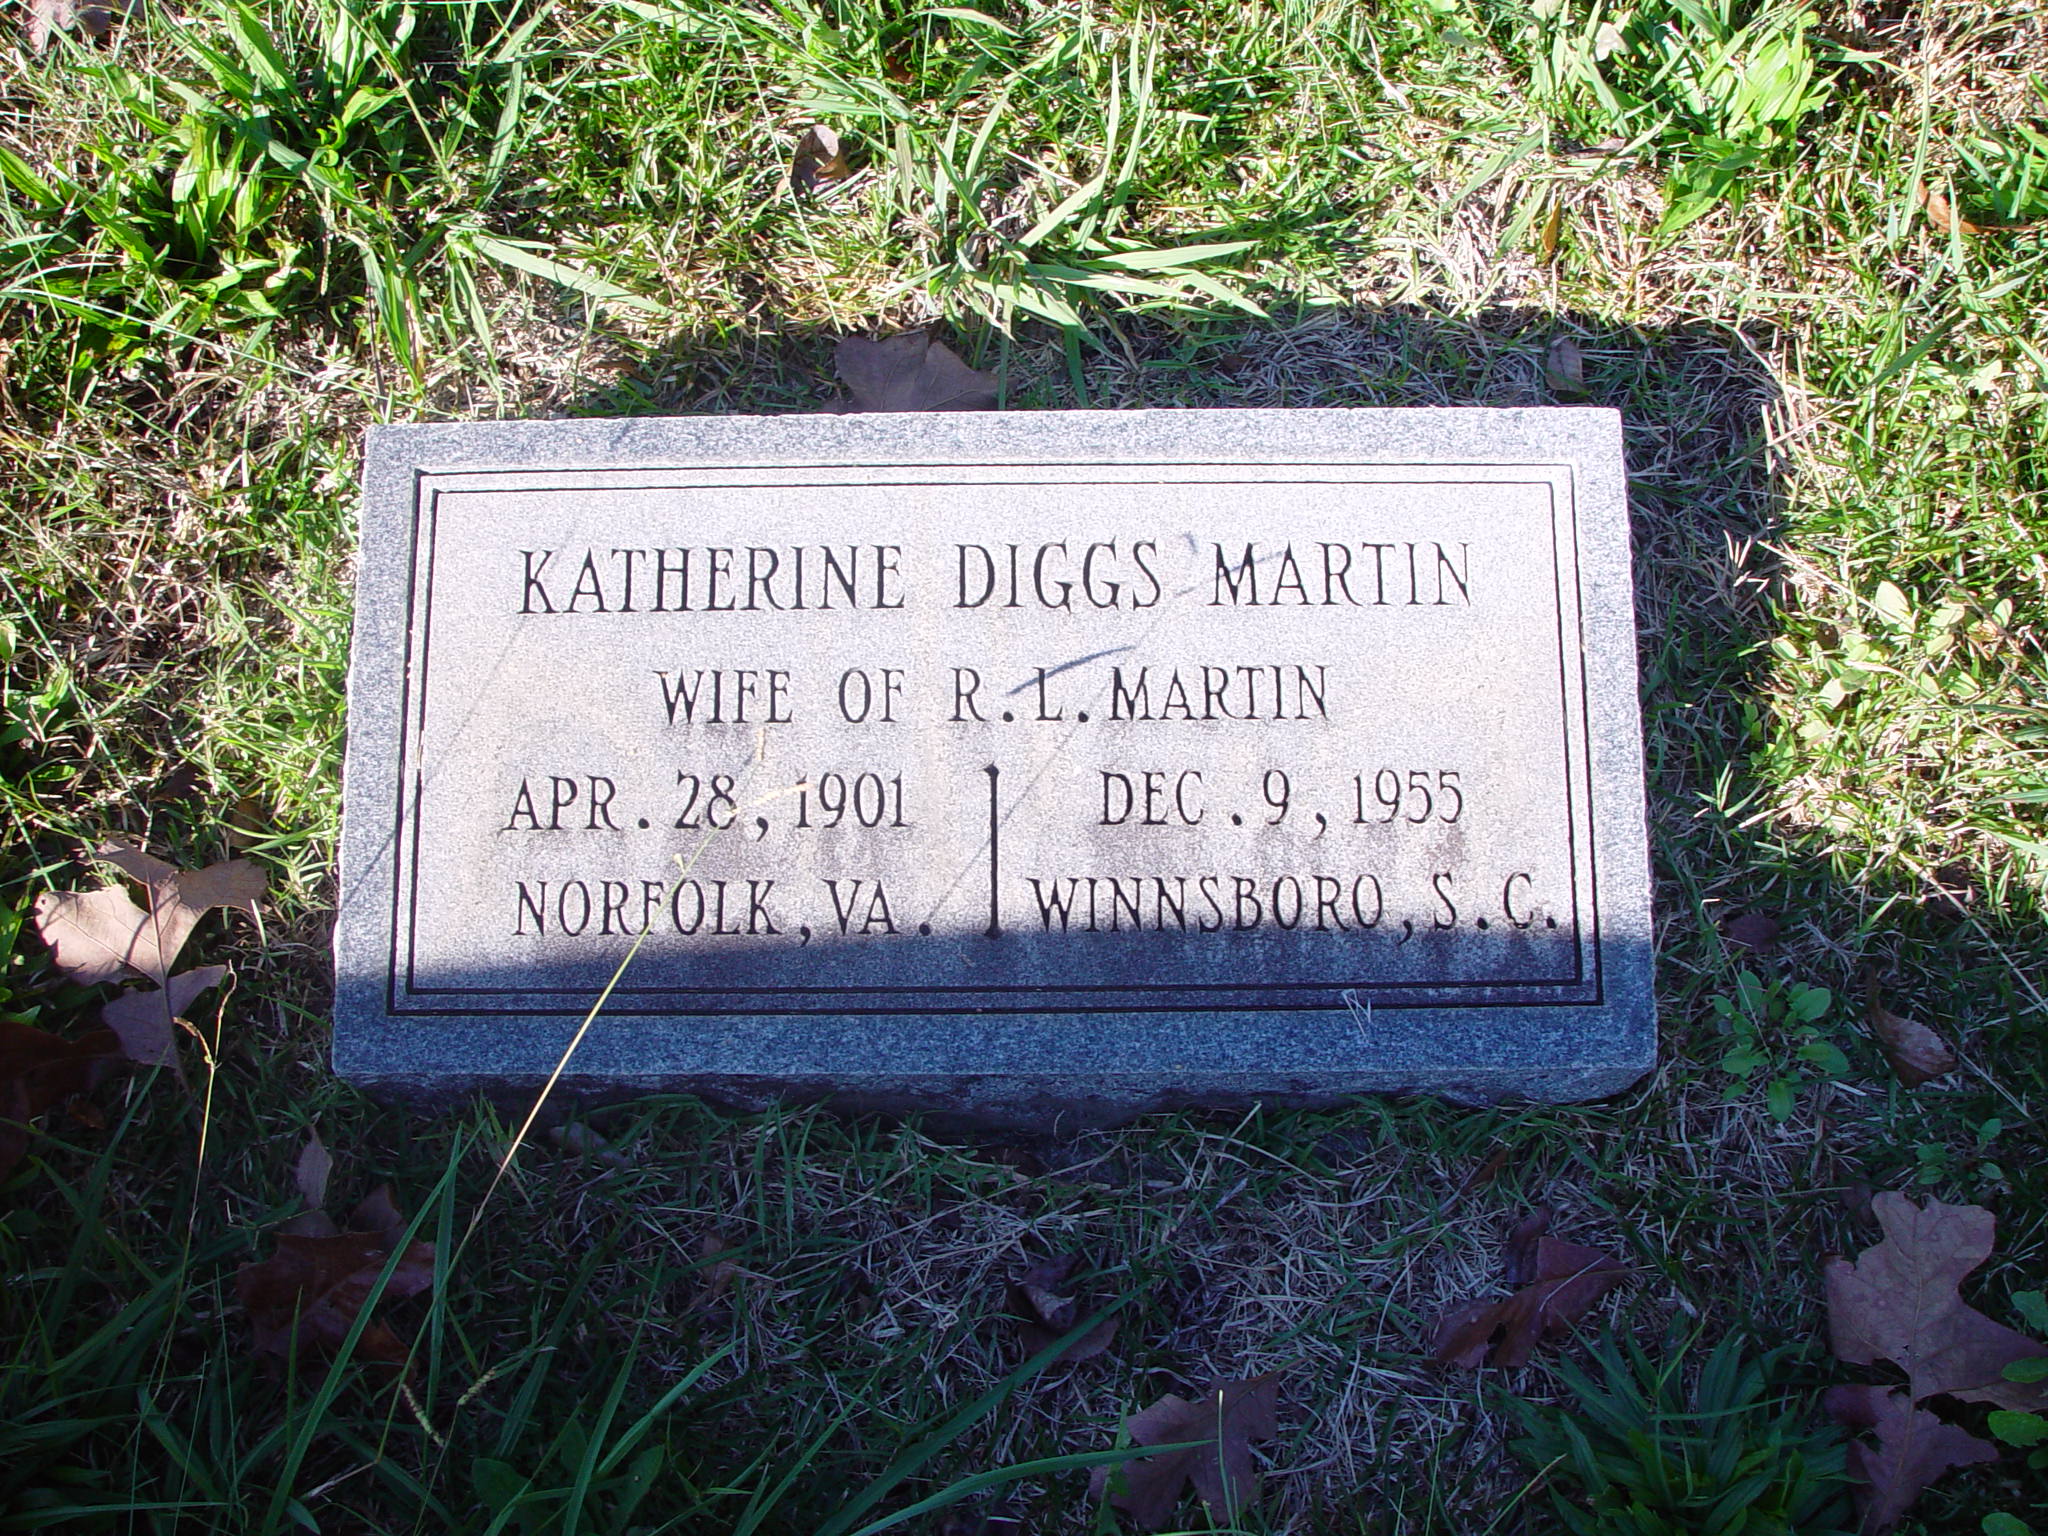 KATHERINE DIGGS MARTIN
WIFE OF R. L. MARTIN
APR. 28, 1901
NORFOLK, VA.
DEC. 9, 1955
WINNSBORO, S. C.